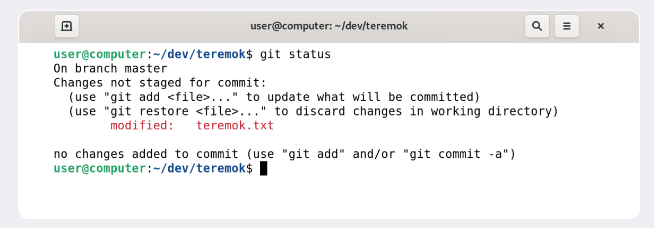 user@computer: ~/dev/teremok
user@computer:~/dev/teremok$ git status
On branch master
Changes not staged for commit:
  (use "git add <file>..." to update what will be committed)
  (use "git restore <file>..." to discard changes in working directory)
        modified:   teremok.txt

no changes added to commit (use "git add" and/or "git commit -a")
user@computer:~/dev/teremok$